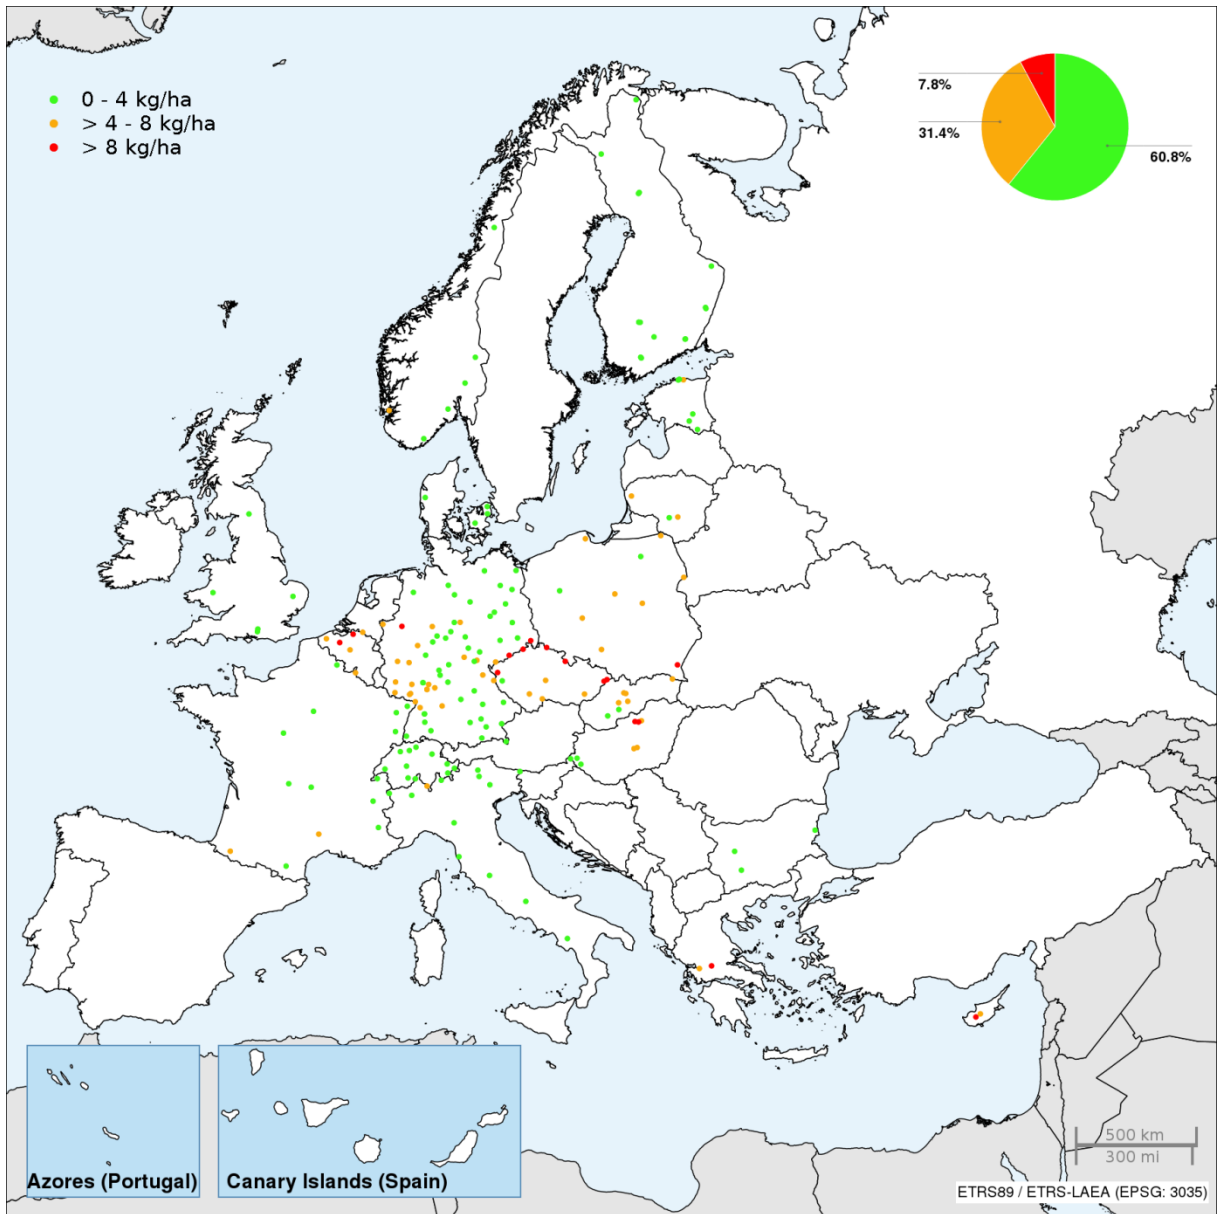 0 - 4 kg/ha
> 4 - 8 kg/ha
> 8 kg/ha
7.8%
31.4%
60.8%
Azores (Portugal)
Canary Islands (Spain)
500 km
300 mi
ETRS89 / ETRS-LAEA (EPSG: 3035)